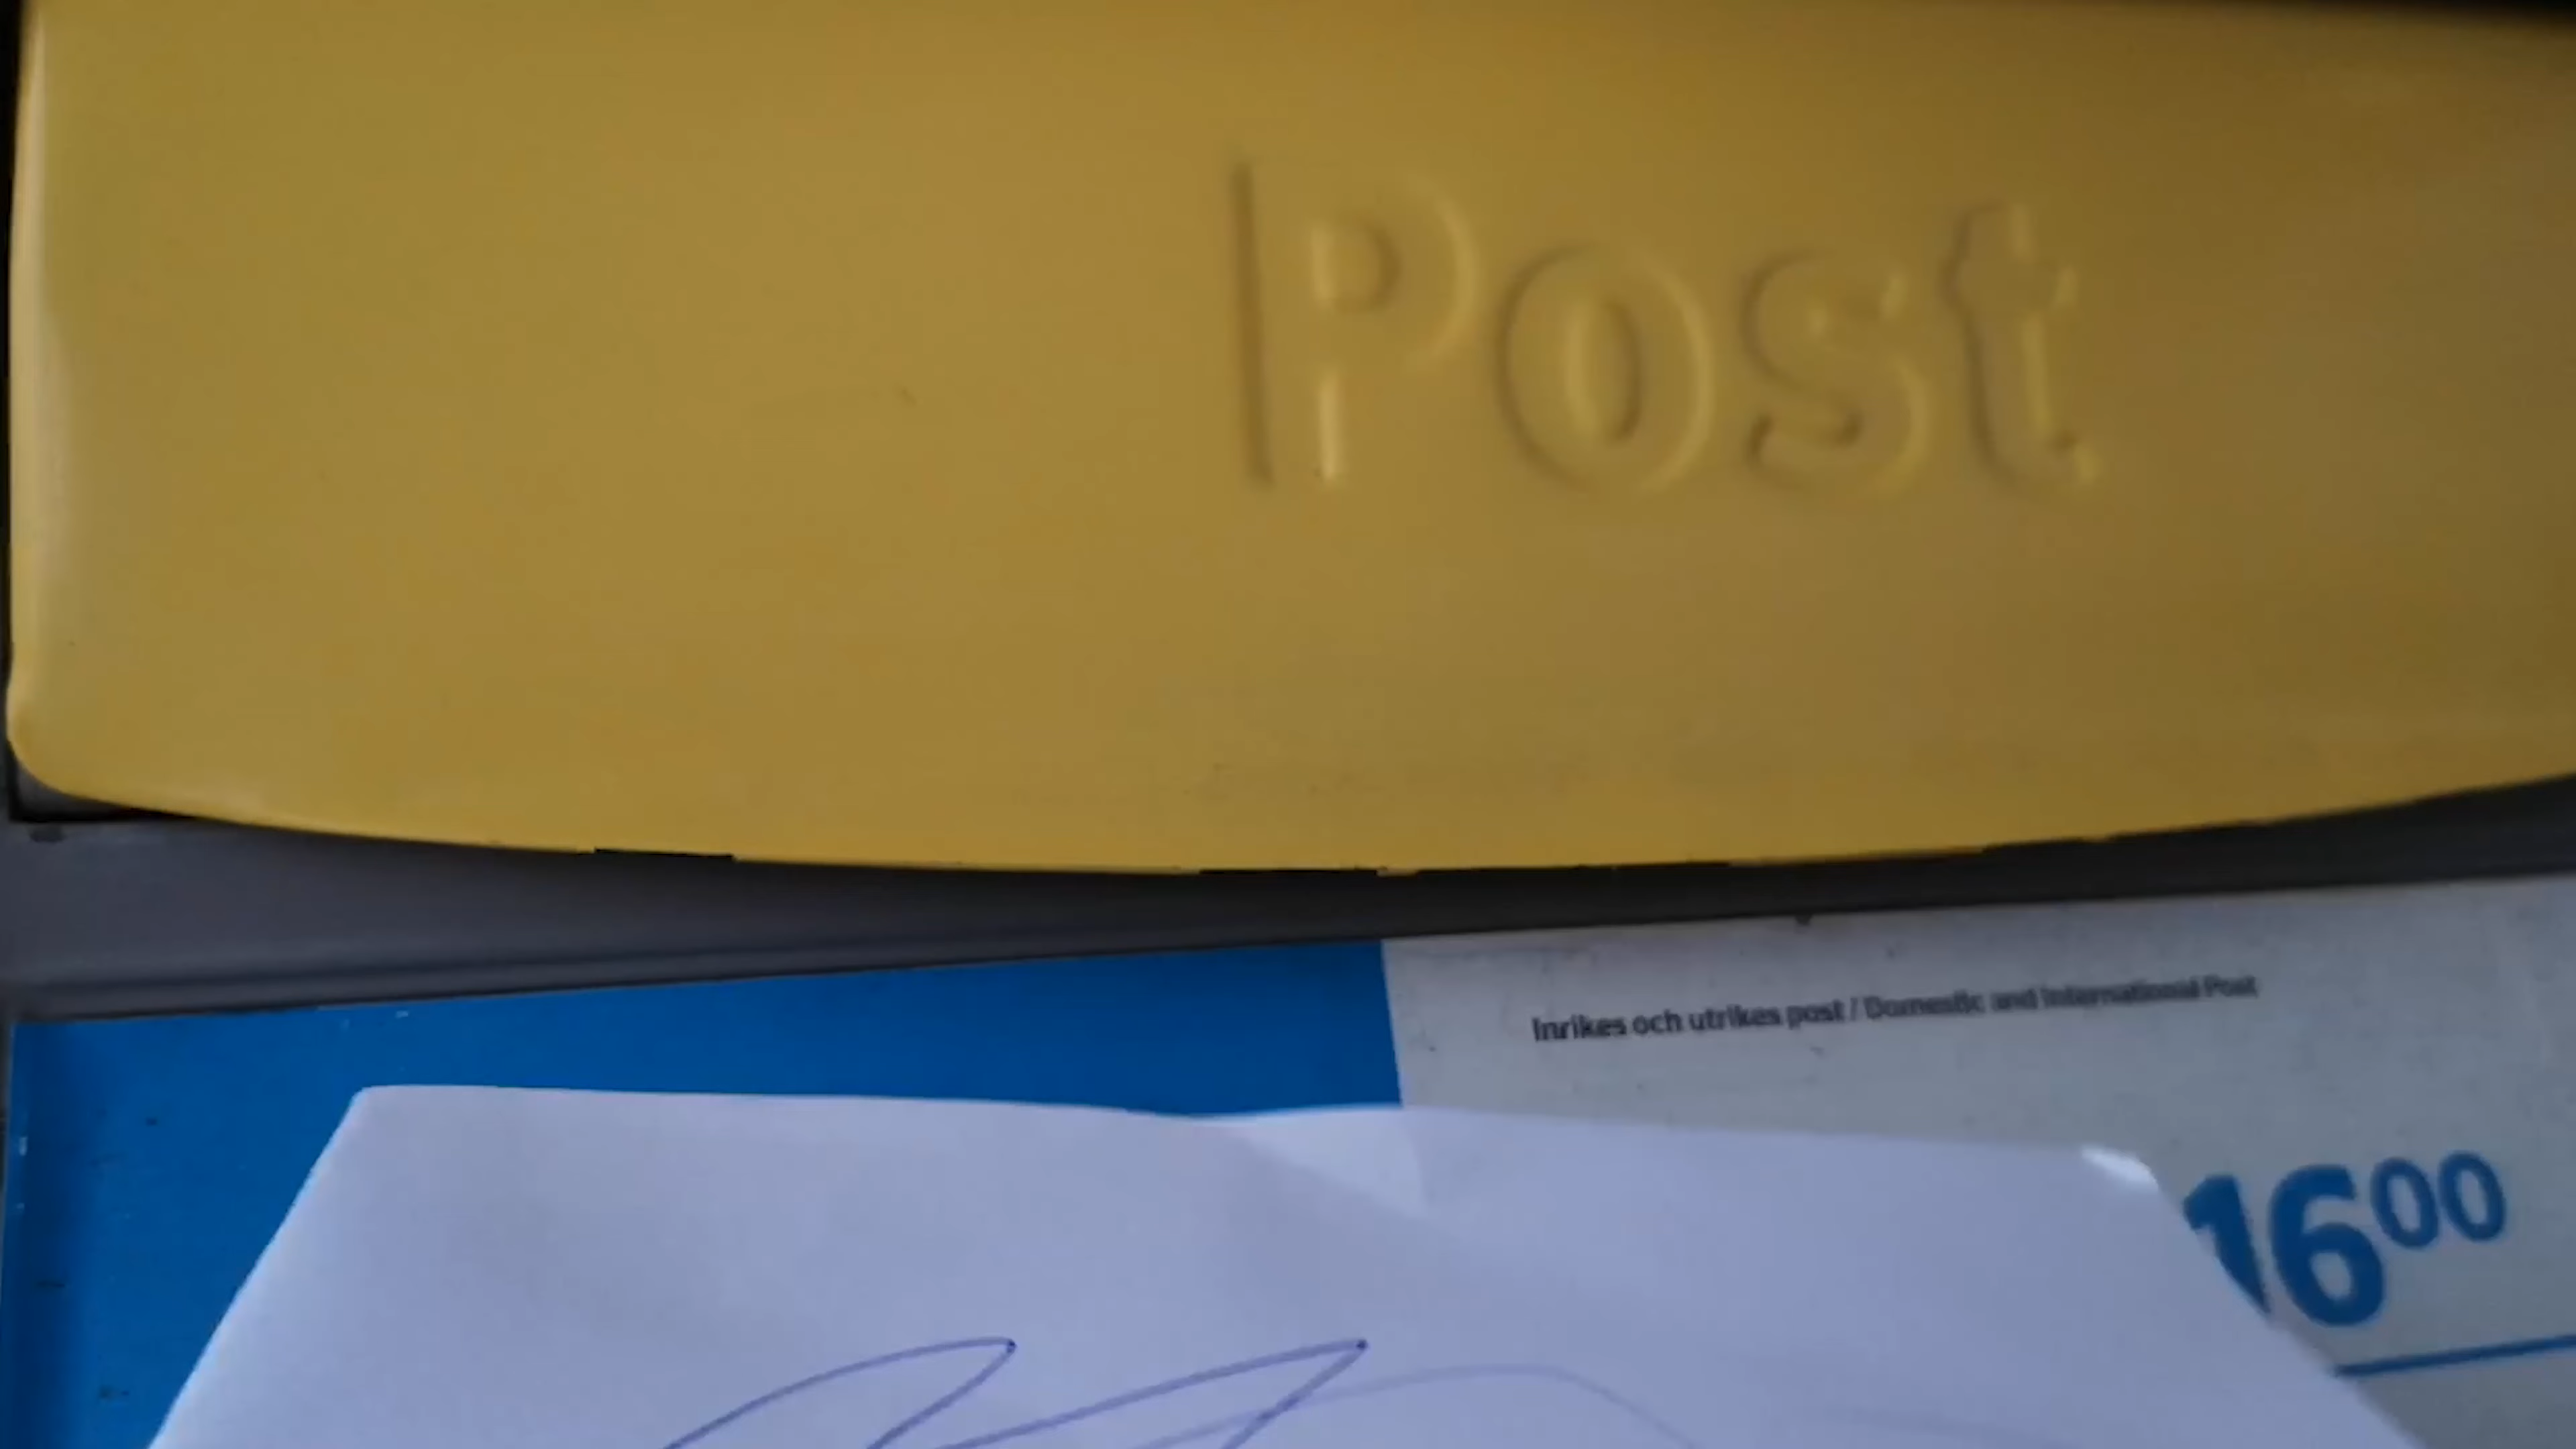 Post
Inrikes och utrikes post / Domestic and International Post
16⁰⁰